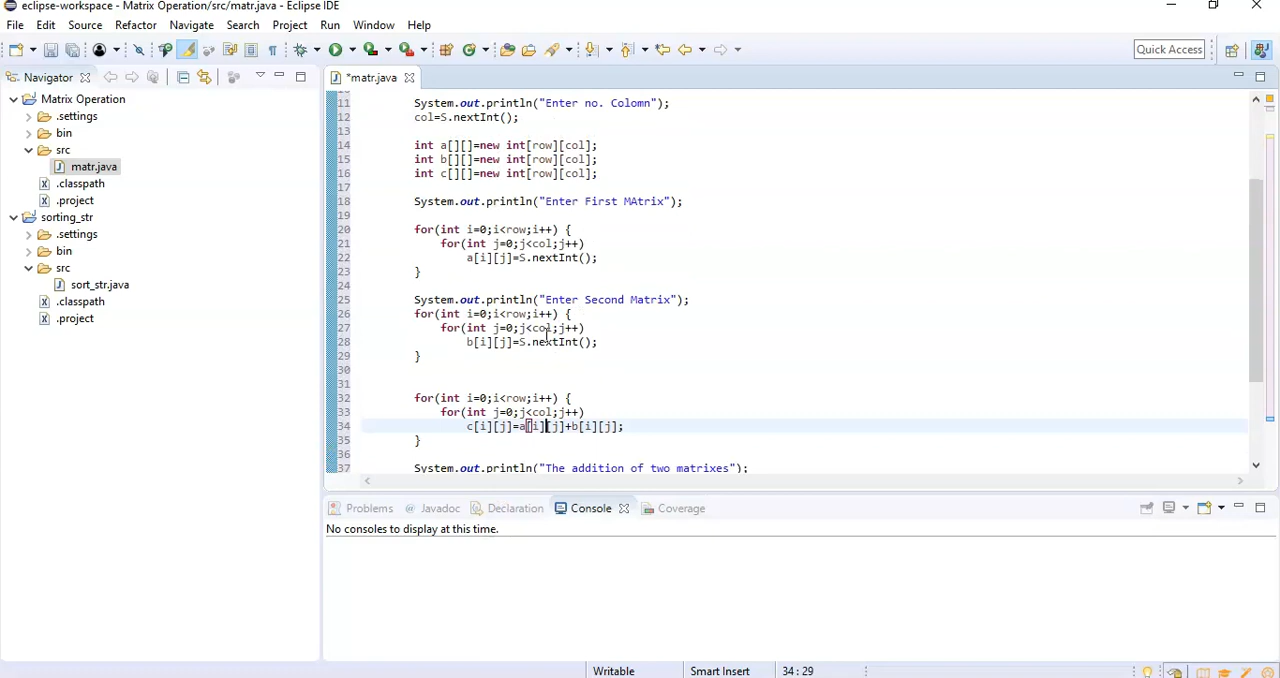 eclipse-workspace - Matrix Operation/src/matr.java - Eclipse IDE
File Edit Source Refactor Navigate Search Project Run Window Help
Quick Access
Navigator
*matr.java
Matrix Operation
.settings
bin
src
matr.java
.classpath
.project
sorting_str
.settings
bin
src
sort_str.java
.classpath
.project
11 System.out.println("Enter no. Colomn");
12 col=S.nextInt();
13
14 int a[][]=new int[row][col];
15 int b[][]=new int[row][col];
16 int c[][]=new int[row][col];
17
18 System.out.println("Enter First MAtrix");
19
20 for(int i=0;i<row;i++) {
21 for(int j=0;j<col;j++)
22 a[i][j]=S.nextInt();
23 }
24
25 System.out.println("Enter Second Matrix");
26 for(int i=0;i<row;i++) {
27 for(int j=0;j<col;j++)
28 b[i][j]=S.nextInt();
29 }
30
31
32 for(int i=0;i<row;i++) {
33 for(int j=0;j<col;j++)
34 c[i][j]=a[i][j]+b[i][j];
35 }
36
37 System.out.println("The addition of two matrixes");
Problems @ Javadoc Declaration Console Coverage
No consoles to display at this time.
Writable Smart Insert 34:29